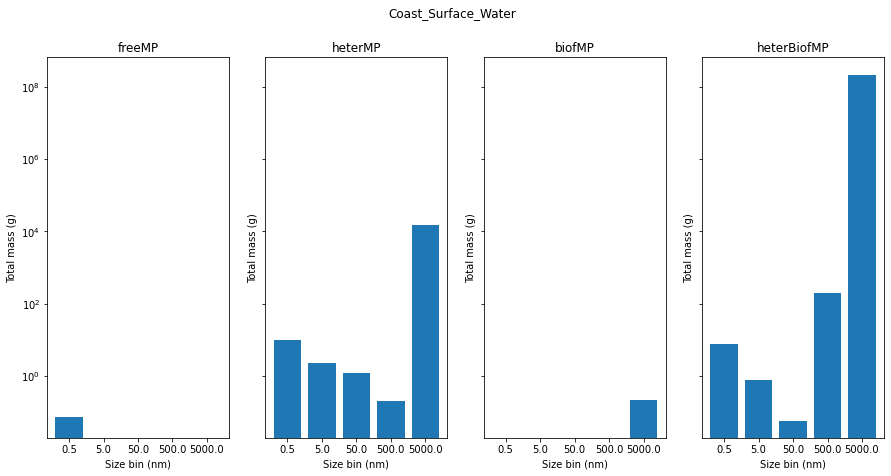 Coast_Surface_Water
freeMP
heterMP
biofMP
heterBiofMP
Total mass (g)
10^8
10^6
10^4
10^2
10^0
0.5 5.0 50.0 500.0 5000.0
Size bin (nm)
Total mass (g)
0.5 5.0 50.0 500.0 5000.0
Size bin (nm)
Total mass (g)
0.5 5.0 50.0 500.0 5000.0
Size bin (nm)
Total mass (g)
0.5 5.0 50.0 500.0 5000.0
Size bin (nm)